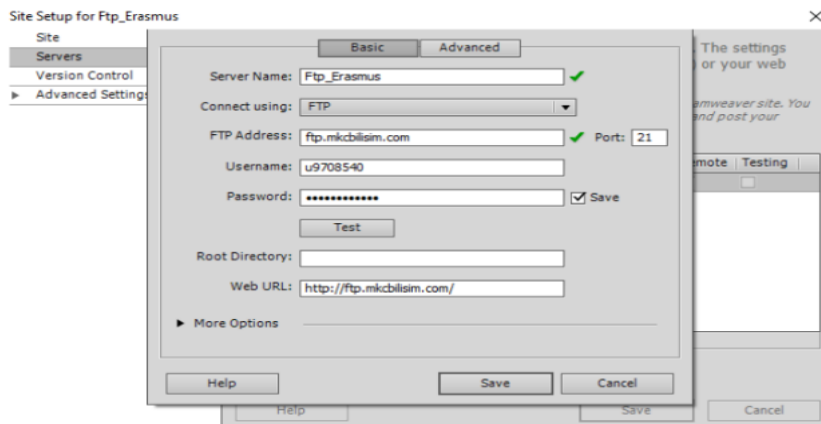 Site Setup for Ftp_Erasmus
Site
Servers
Version Control
Advanced Settings
Basic
Advanced
. The settings
) or your web
amweaver site. You
and post your
Server Name: Ftp_Erasmus
Connect using: FTP
FTP Address: ftp.mkcbilisim.com Port: 21
Username: u9708540
Password: •••••••••••• Save
Test
Root Directory:
Web URL: http://ftp.mkcbilisim.com/
More Options
Help Save Cancel
emote Testing
Help Save Cancel